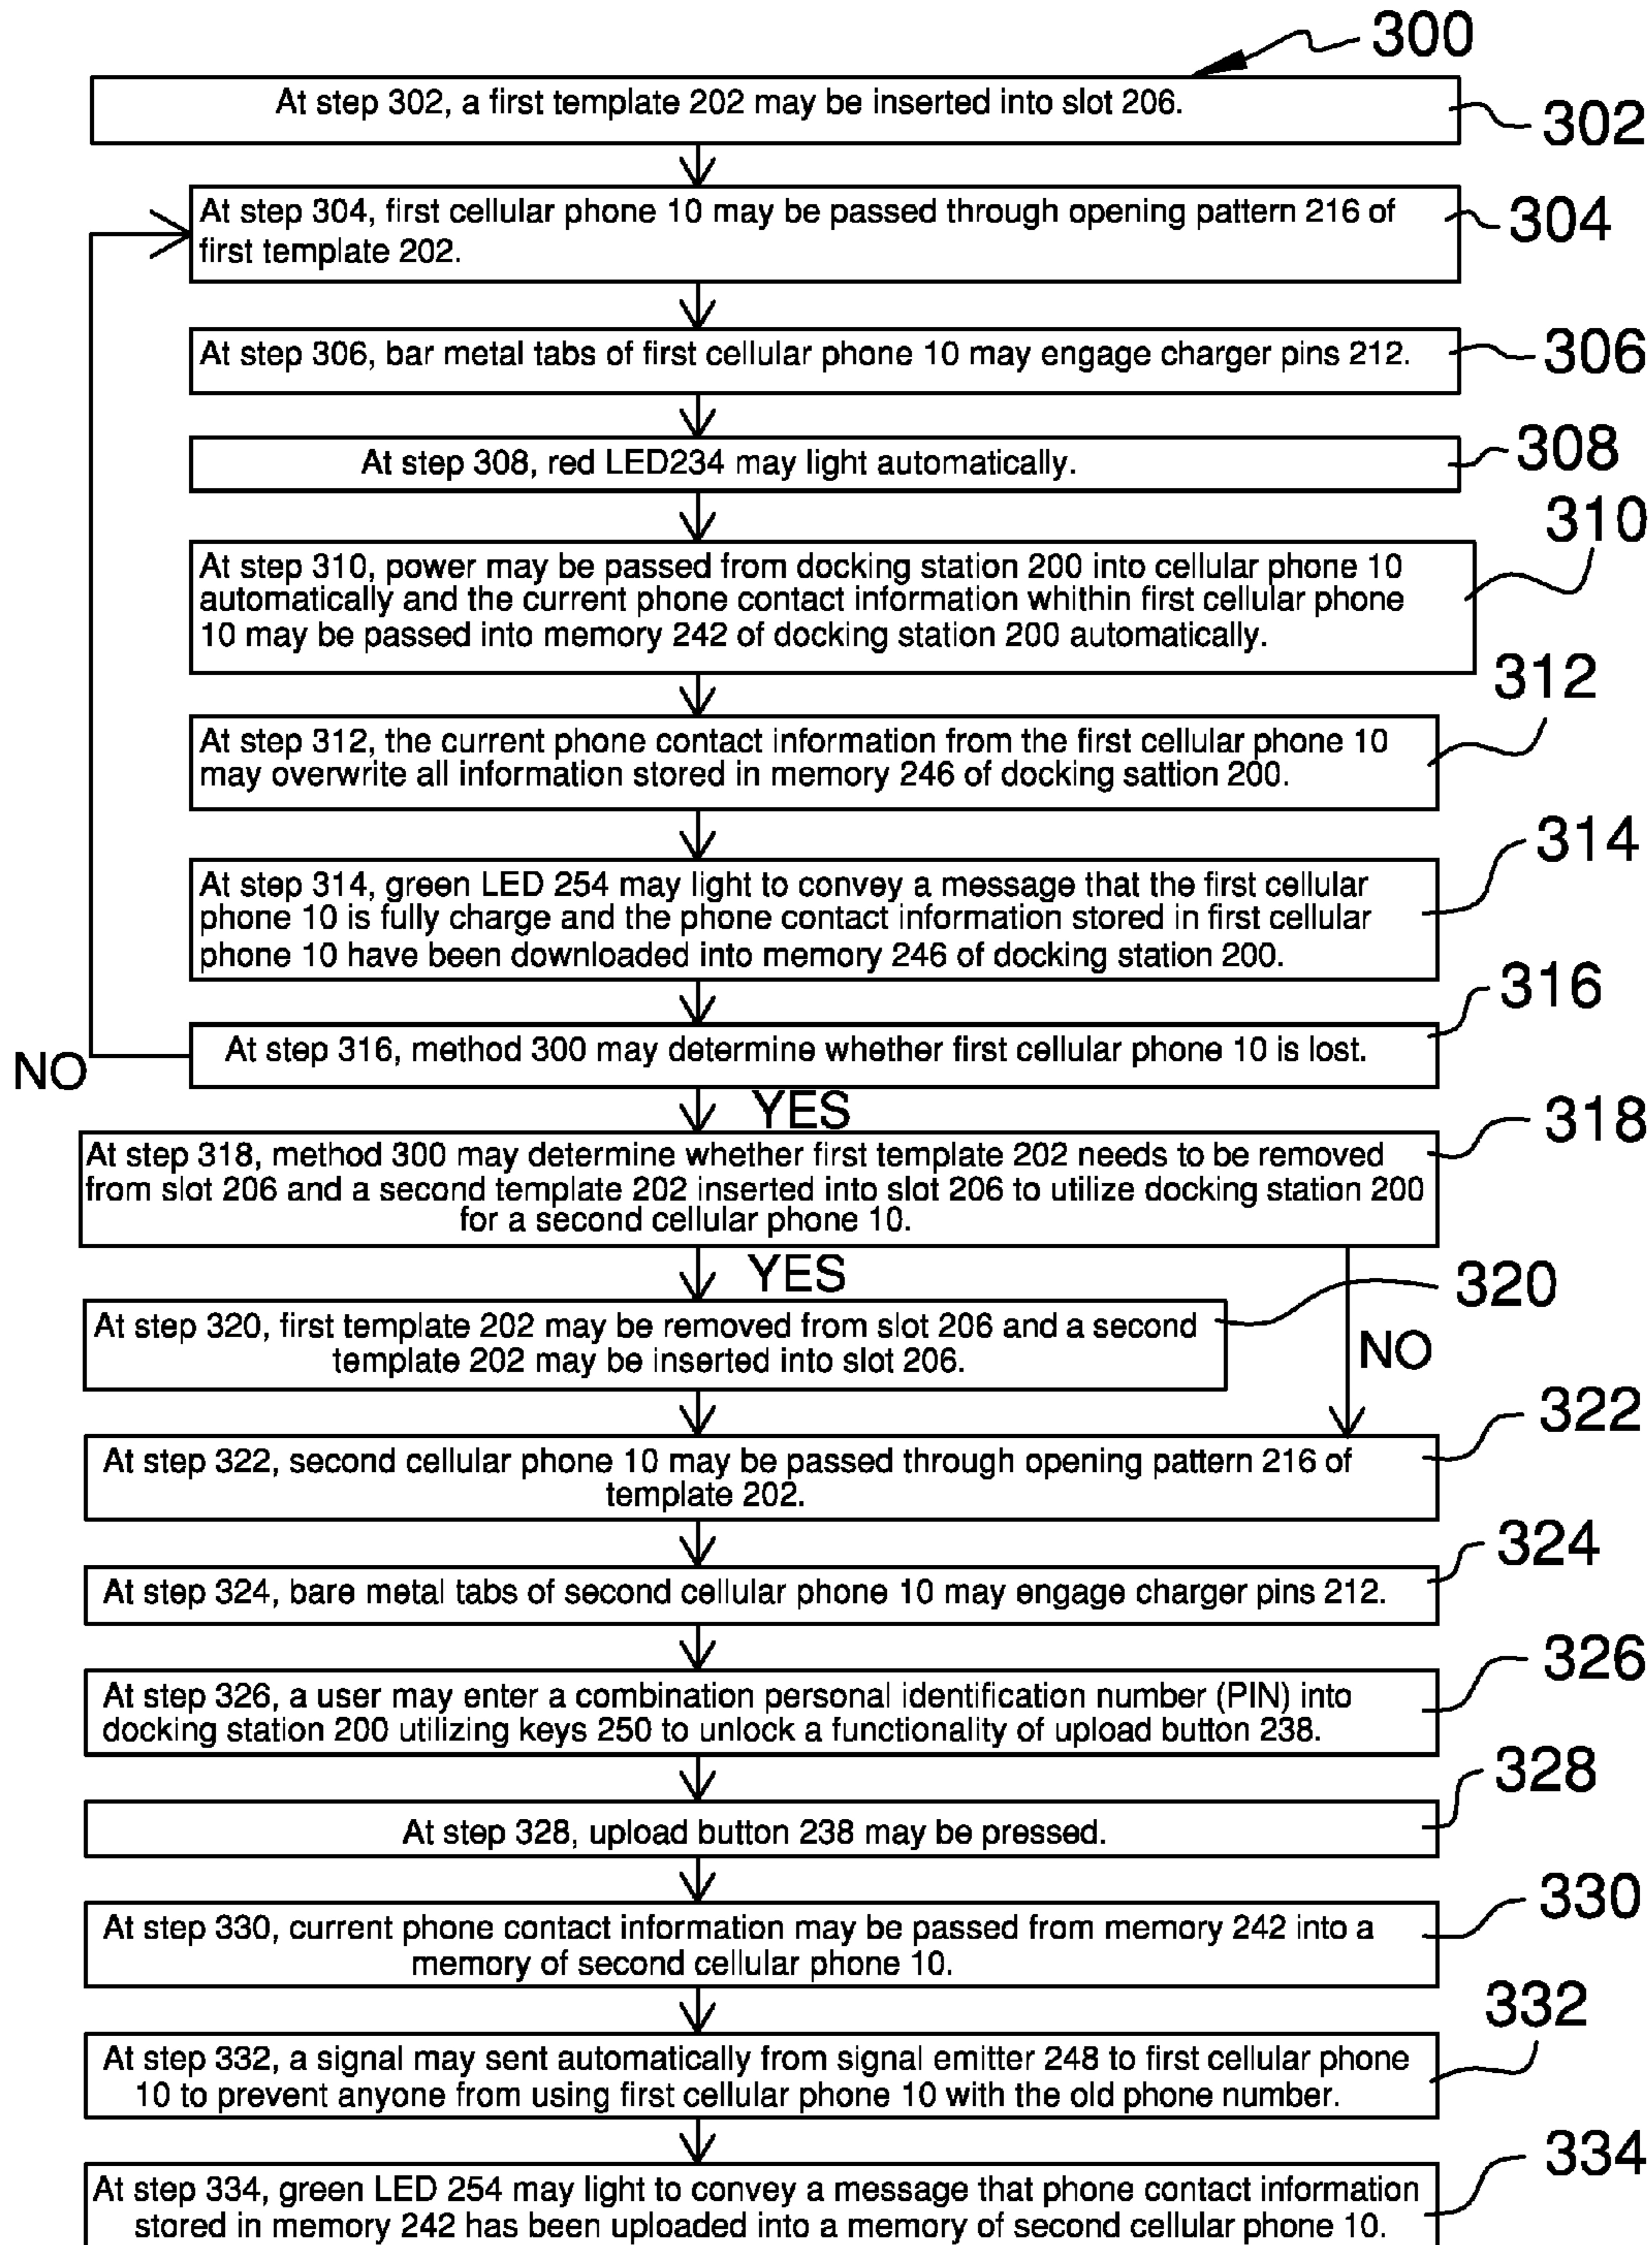 300
At step 302, a first template 202 may be inserted into slot 206.
302
At step 304, first cellular phone 10 may be passed through opening pattern 216 of
first template 202.
304
At step 306, bar metal tabs of first cellular phone 10 may engage charger pins 212.
306
At step 308, red LED234 may light automatically.
308
310
At step 310, power may be passed from docking station 200 into cellular phone 10
automatically and the current phone contact information whithin first cellular phone
10 may be passed into memory 242 of docking station 200 automatically.
312
At step 312, the current phone contact information from the first cellular phone 10
may overwrite all information stored in memory 246 of docking sattion 200.
314
At step 314, green LED 254 may light to convey a message that the first cellular
phone 10 is fully charge and the phone contact information stored in first cellular
phone 10 have been downloaded into memory 246 of docking station 200.
316
At step 316, method 300 may determine whether first cellular phone 10 is lost.
NO
YES
318
At step 318, method 300 may determine whether first template 202 needs to be removed
from slot 206 and a second template 202 inserted into slot 206 to utilize docking station 200
for a second cellular phone 10.
YES
320
At step 320, first template 202 may be removed from slot 206 and a second
template 202 may be inserted into slot 206.
NO
322
At step 322, second cellular phone 10 may be passed through opening pattern 216 of
template 202.
324
At step 324, bare metal tabs of second cellular phone 10 may engage charger pins 212.
326
At step 326, a user may enter a combination personal identification number (PIN) into
docking station 200 utilizing keys 250 to unlock a functionality of upload button 238.
328
At step 328, upload button 238 may be pressed.
330
At step 330, current phone contact information may be passed from memory 242 into a
memory of second cellular phone 10.
332
At step 332, a signal may sent automatically from signal emitter 248 to first cellular phone
10 to prevent anyone from using first cellular phone 10 with the old phone number.
334
At step 334, green LED 254 may light to convey a message that phone contact information
stored in memory 242 has been uploaded into a memory of second cellular phone 10.